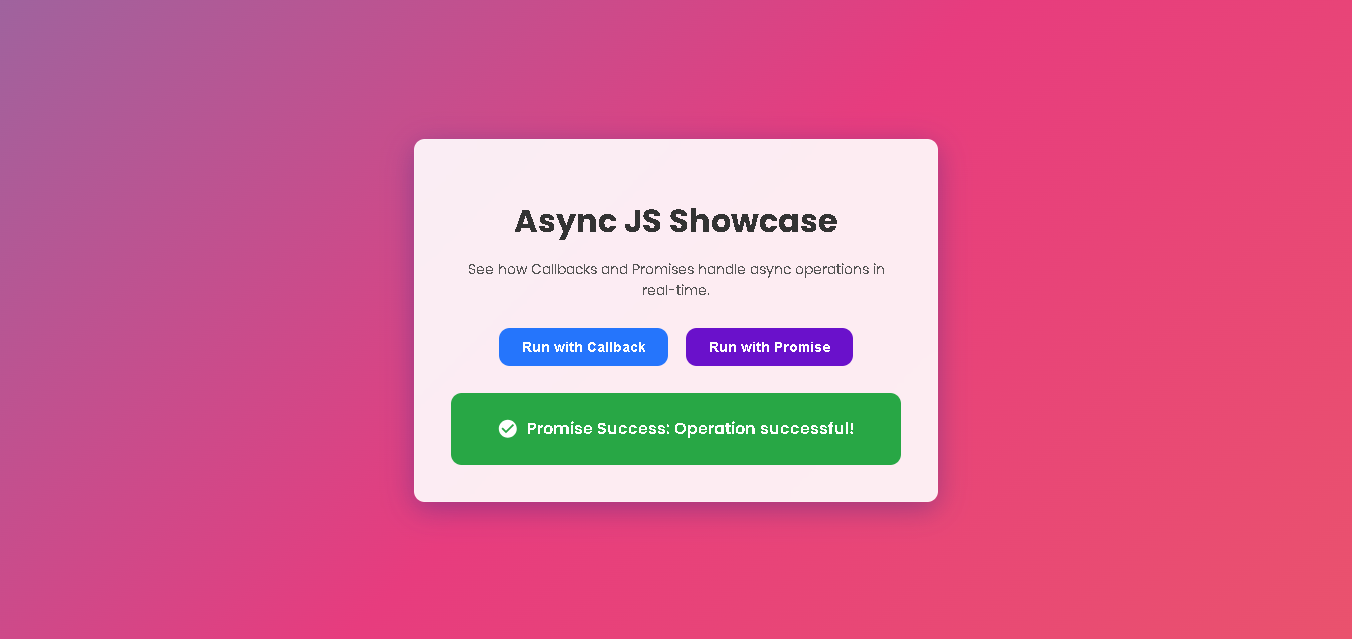 Async JS Showcase
See how Callbacks and Promises handle async operations in
real-time.
Run with Callback
Run with Promise
Promise Success: Operation successful!